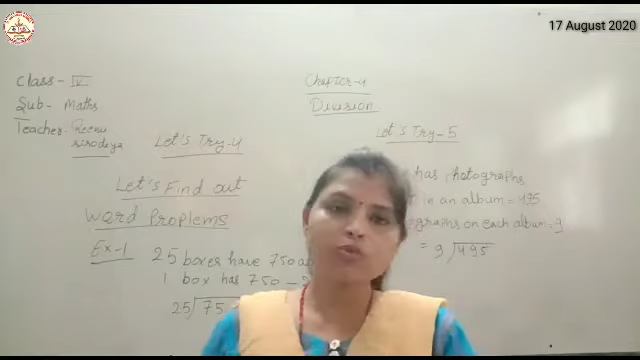 17 August 2020
Class - IV
Sub - Maths
Teacher - Reenu
sisodiya
Chapter-4
Division
Let's Try-4
Let's Find out
Word Proplems
Ex-1 25 boxes have 750
1 box has 750 -
25)75
Let's Try-5
has photographs
in an album = 495
ographs on each album = 9
= 9)495